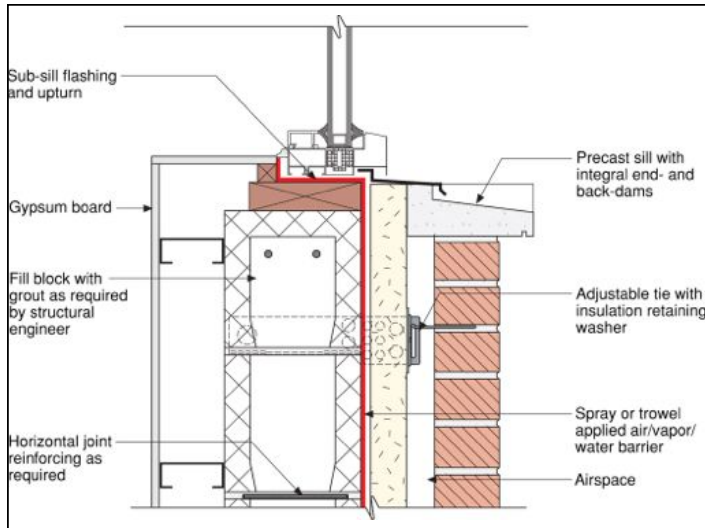 Sub-sill flashing
and upturn
Gypsum board
Fill block with
grout as required
by structural
engineer
Horizontal joint
reinforcing as
required
Precast sill with
integral end- and
back-dams
Adjustable tie with
insulation retaining
washer
Spray or trowel
applied air/vapor/
water barrier
Airspace